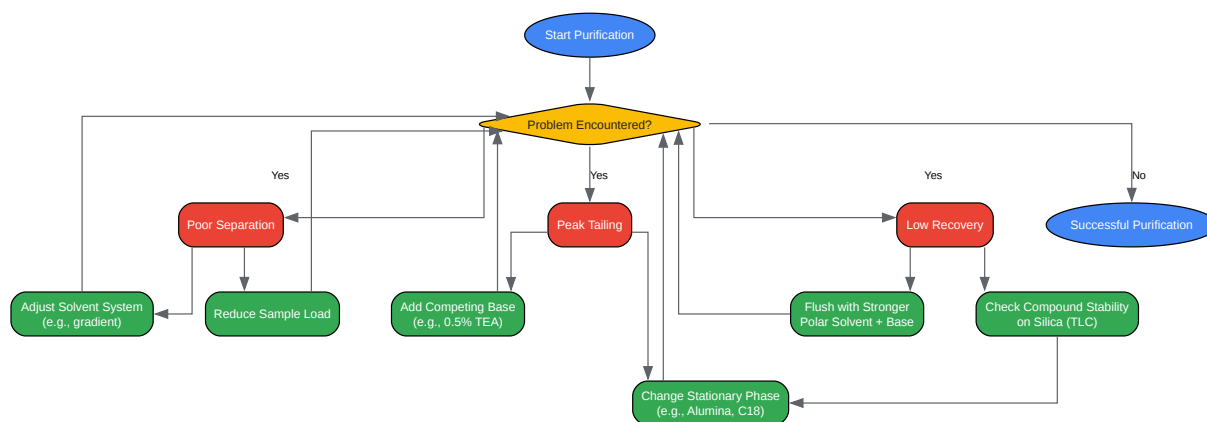 Start Purification
Problem Encountered?
Yes
Yes
Yes
No
Poor Separation
Peak Tailing
Low Recovery
Successful Purification
Adjust Solvent System
(e.g., gradient)
Reduce Sample Load
Add Competing Base
(e.g., 0.5% TEA)
Flush with Stronger
Polar Solvent + Base
Check Compound Stability
on Silica (TLC)
Change Stationary Phase
(e.g., Alumina, C18)